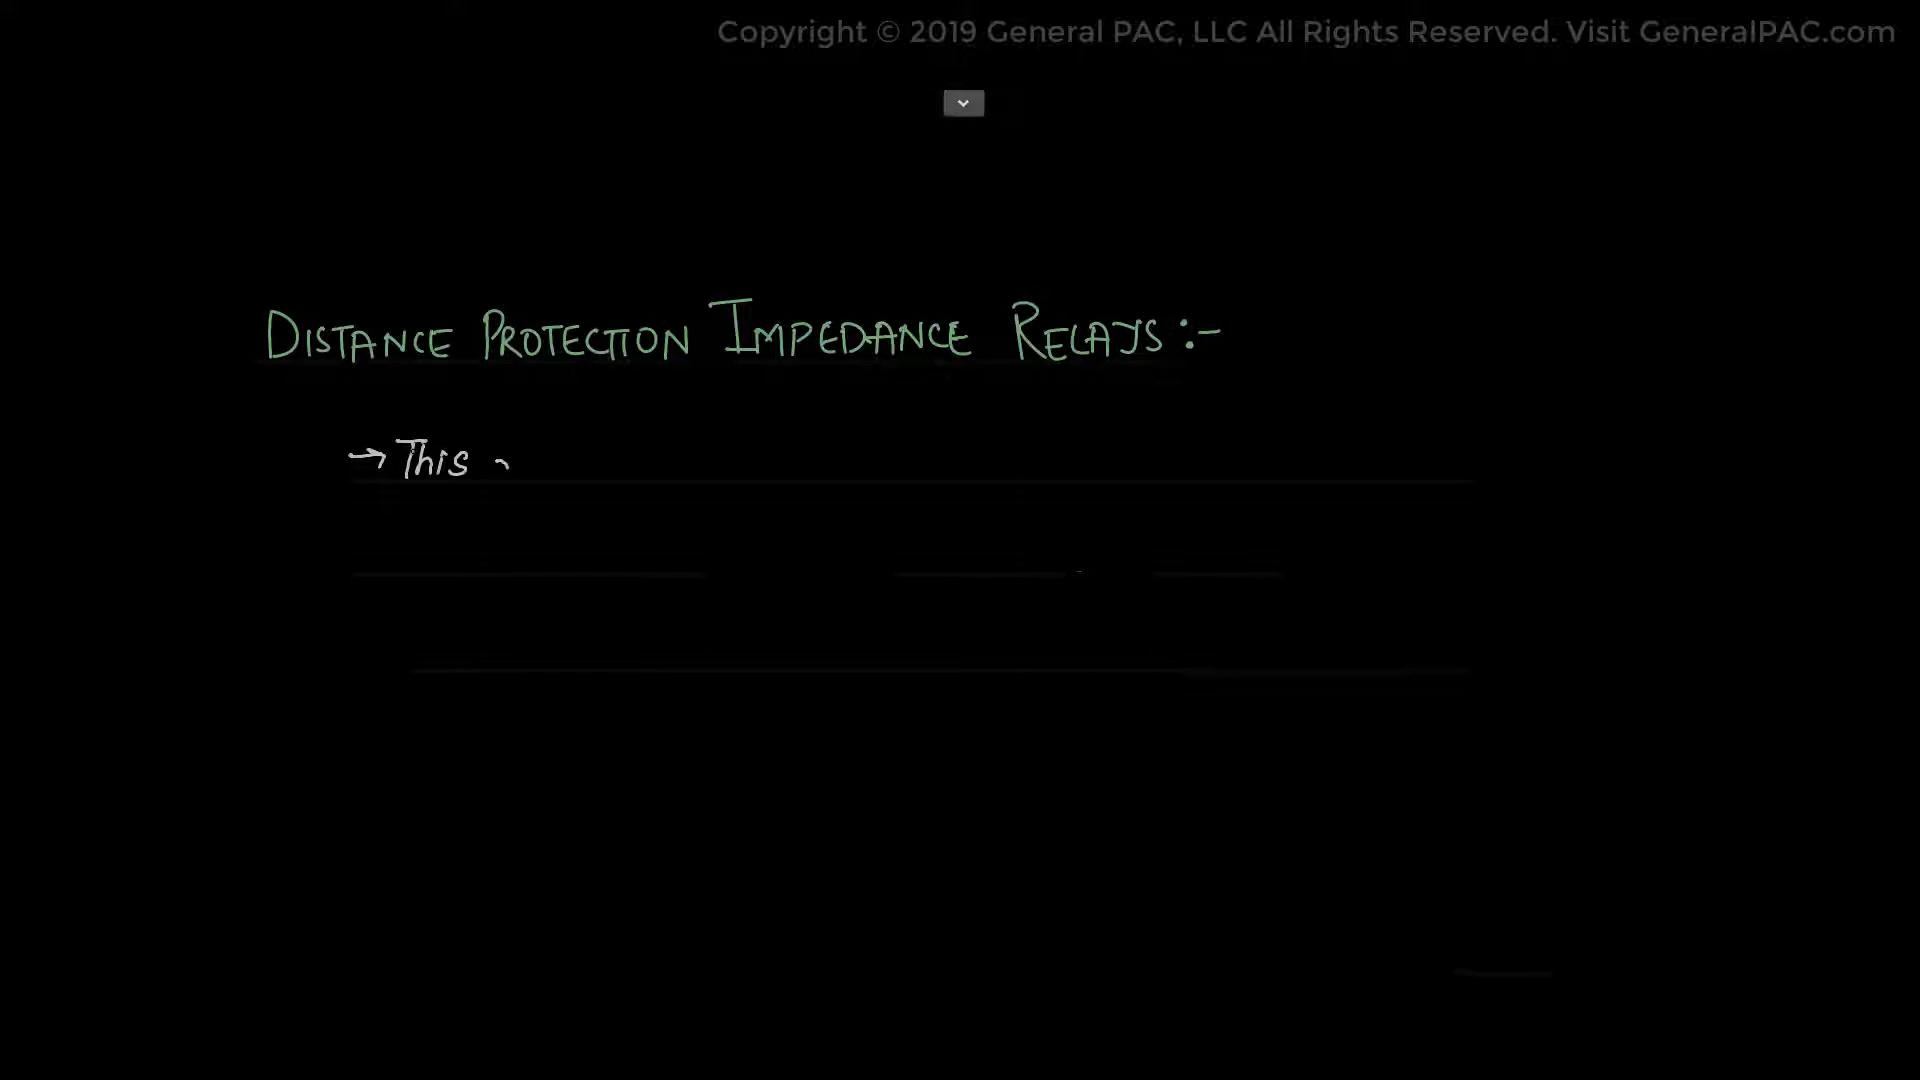 Copyright © 2019 General PAC, LLC All Rights Reserved. Visit GeneralPAC.com
DISTANCE PROTECTION IMPEDANCE RELAYS :-
→ This